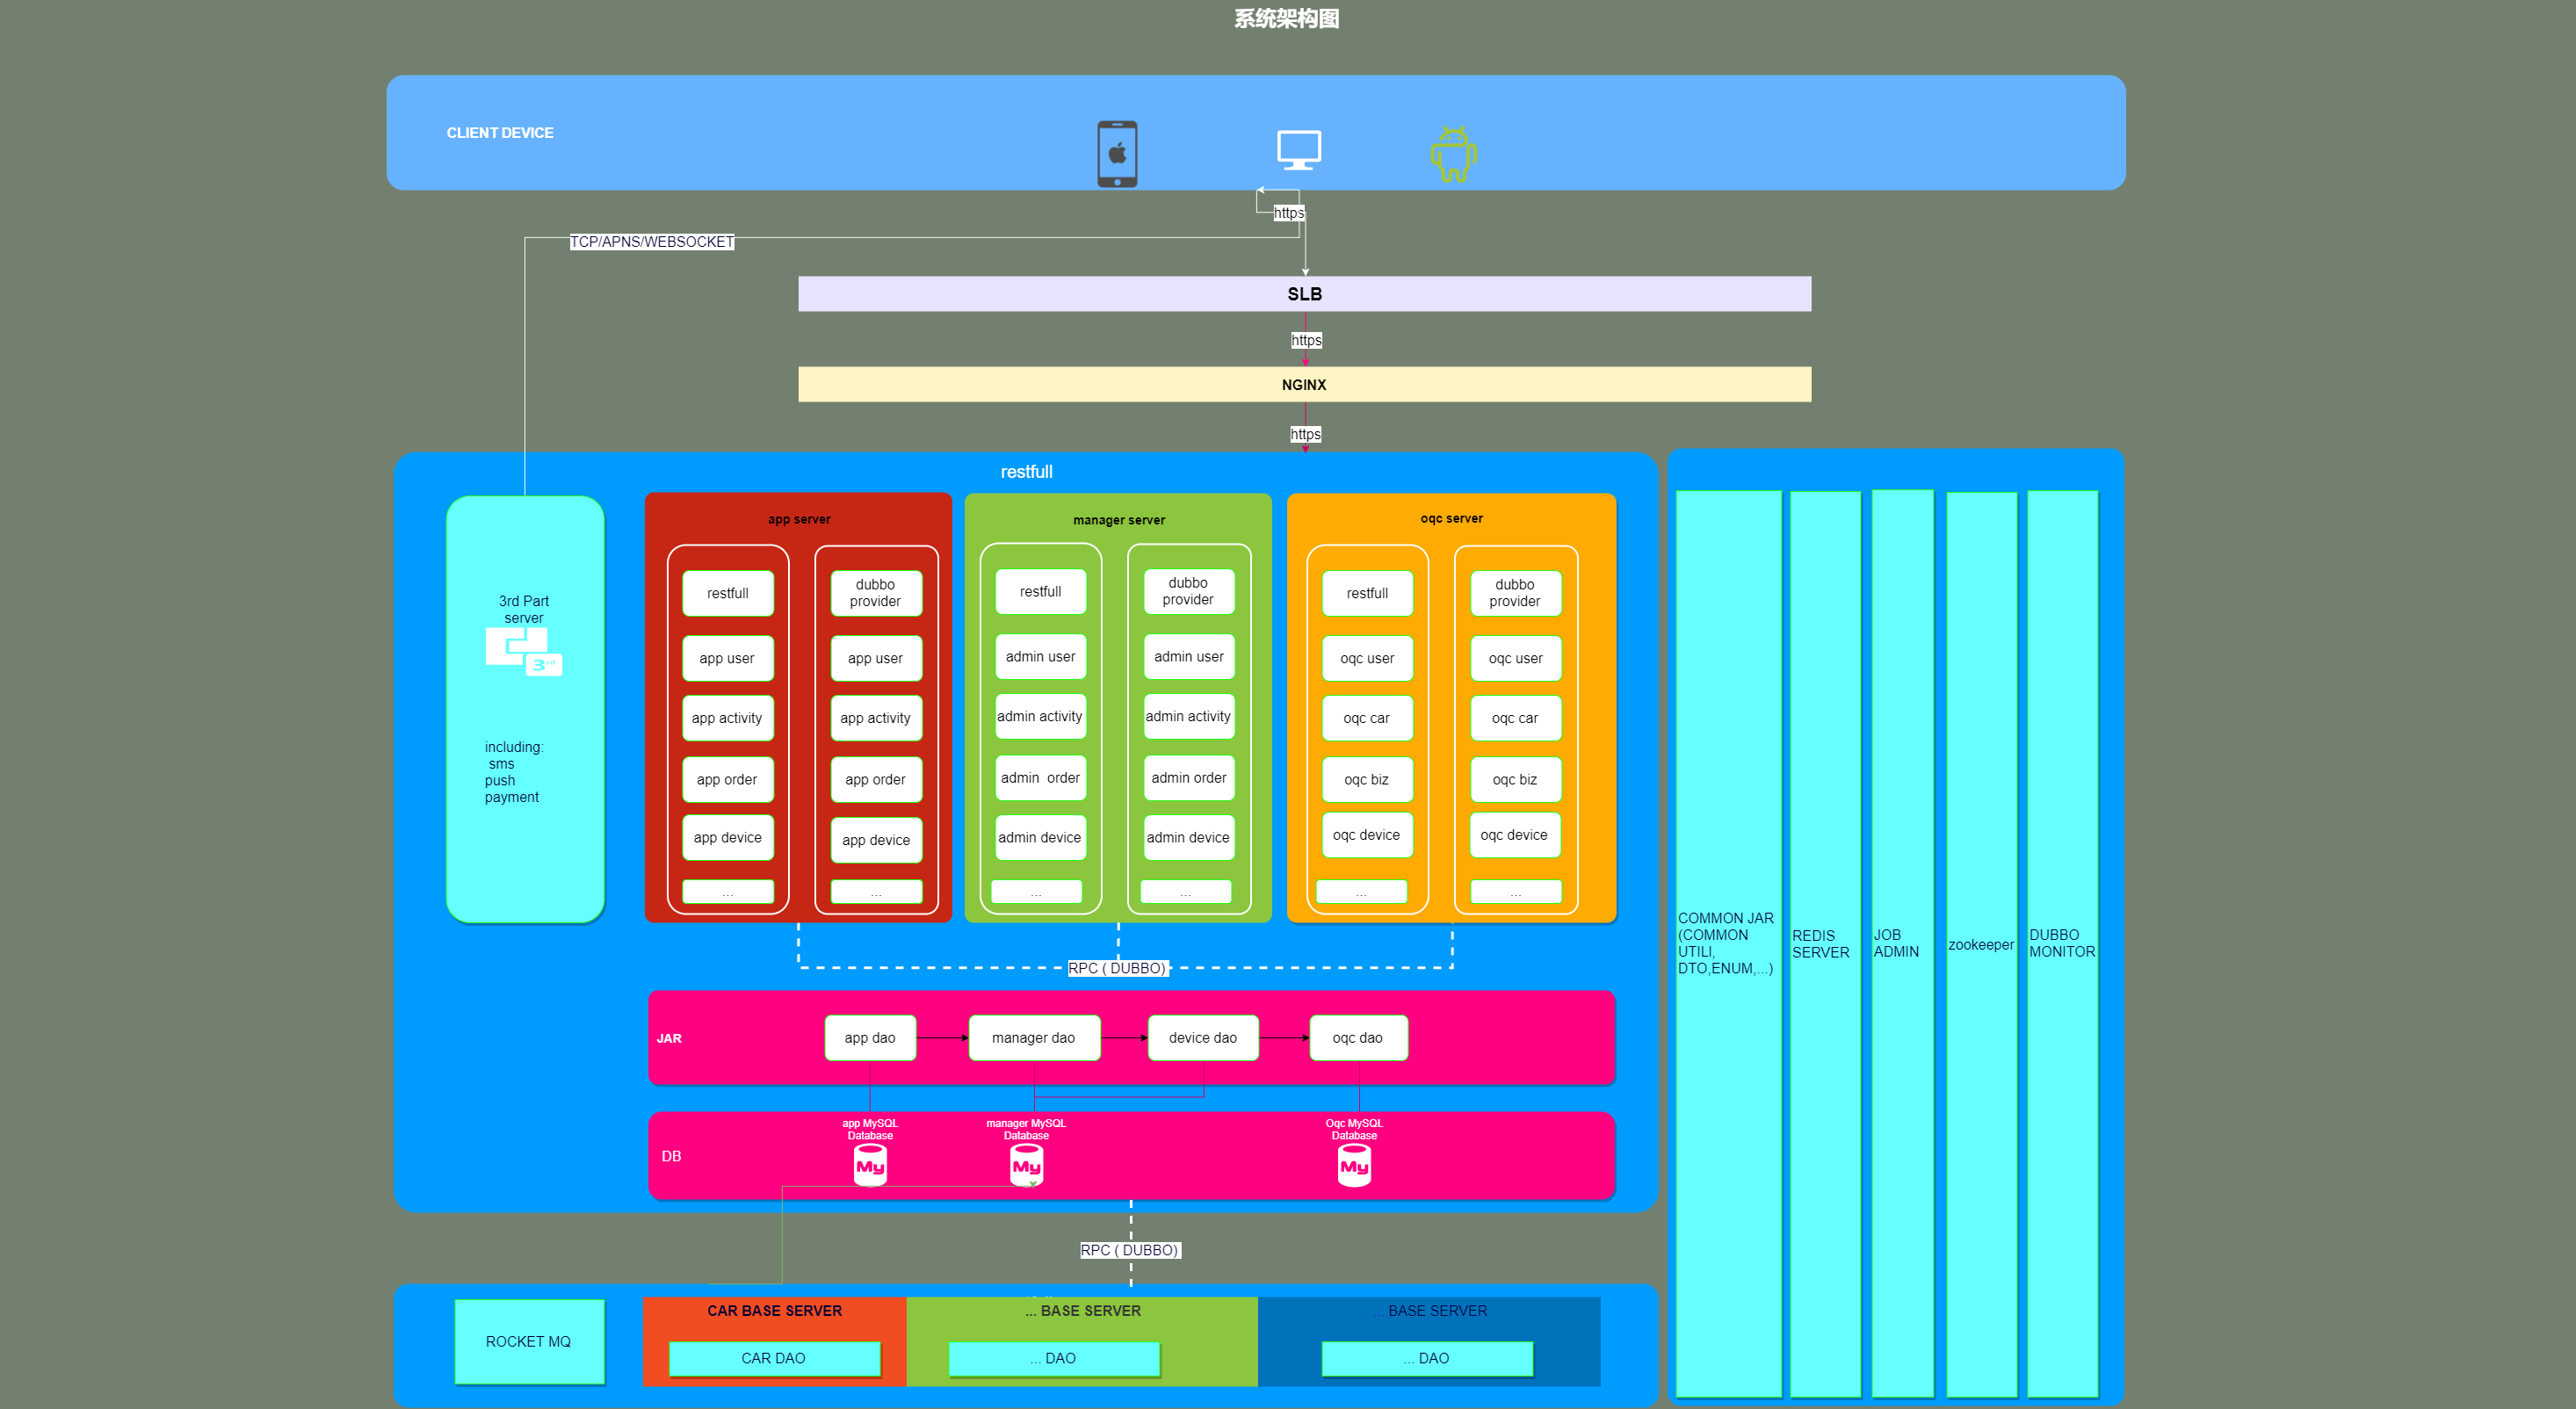 系统架构图
CLIENT DEVICE
https
TCP/APNS/WEBSOCKET
SLB
https
NGINX
https
restfull
3rd Part
server
3rd
including:
sms
push
payment
app server
restfull
app user
app activity
app order
app device
...
dubbo
provider
app user
app activity
app order
app device
...
manager server
restfull
admin user
admin activity
admin  order
admin device
...
dubbo
provider
admin user
admin activity
admin order
admin device
...
oqc server
restfull
oqc user
oqc car
oqc biz
oqc device
...
dubbo
provider
oqc user
oqc car
oqc biz
oqc device
...
RPC ( DUBBO)
JAR
app dao
manager dao
device dao
oqc dao
DB
app MySQL
Database
My
manager MySQL
Database
My
Oqc MySQL
Database
My
RPC ( DUBBO)
ROCKET MQ
CAR BASE SERVER
CAR DAO
... BASE SERVER
... DAO
... BASE SERVER
... DAO
COMMON JAR
(COMMON
UTILI,
DTO,ENUM,...)
REDIS
SERVER
JOB
ADMIN
zookeeper
DUBBO
MONITOR